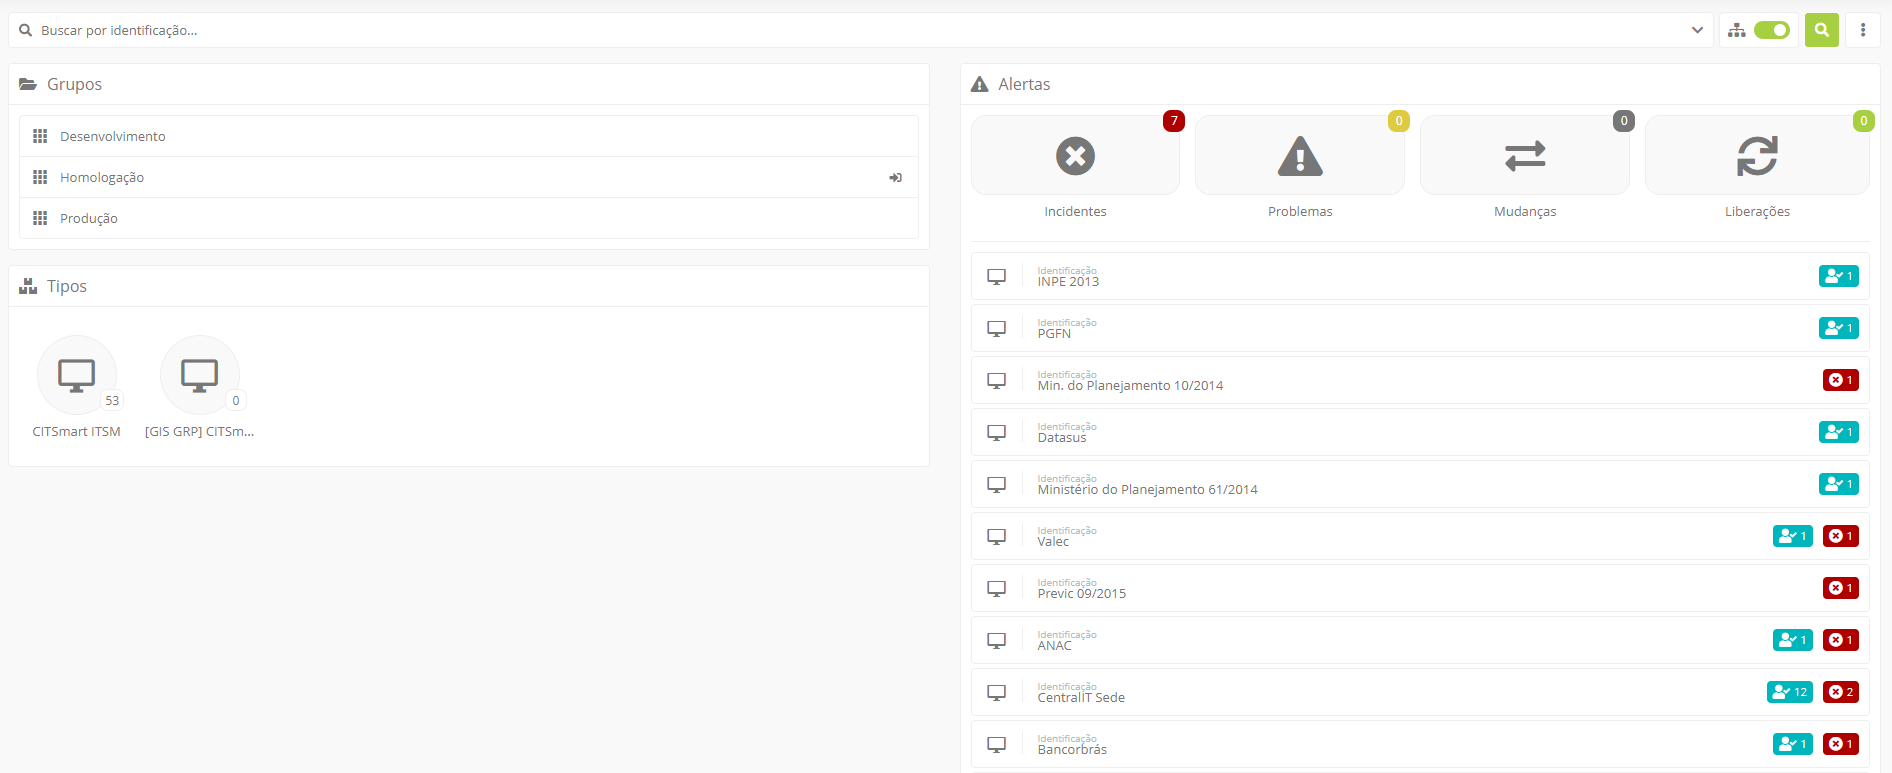 Buscar por identificação...
Grupos
Desenvolvimento
Homologação
Produção
Tipos
53
0
CITSmart ITSM
[GIS GRP] CITSm...
Alertas
7
0
0
0
Incidentes
Problemas
Mudanças
Liberações
Identificação
INPE 2013
1
Identificação
PGFN
1
Identificação
Min. do Planejamento 10/2014
1
Identificação
Datasus
1
Identificação
Ministério do Planejamento 61/2014
1
Identificação
Valec
1
1
Identificação
Previc 09/2015
1
Identificação
ANAC
1
1
Identificação
CentralIT Sede
12
2
Identificação
Bancorbrás
1
1